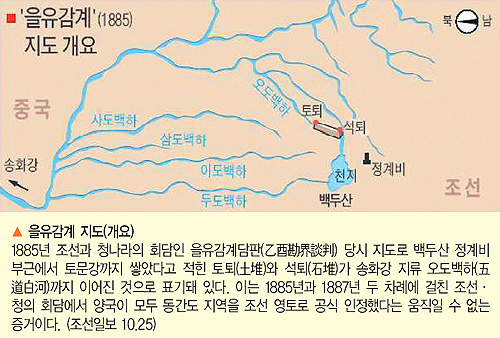 ■ '을유감계'(1885)
지도 개요
북 남
중국
오도백하
토퇴
석퇴
사도백하
삼도백하
정계비
송화강
이도백하
천지
조선
두도백하
백두산
▲ 을유감계 지도(개요)
1885년 조선과 청나라의 회담인 을유감계담판(乙酉勘界談判) 당시 지도로 백두산 정계비
부근에서 토문강까지 쌓았다고 적힌 토퇴(土堆)와 석퇴(石堆)가 송화강 지류 오도백하(五
道白河)까지 이어진 것으로 표기돼 있다. 이는 1885년과 1887년 두 차례에 걸친 조선·
청의 회담에서 양국이 모두 동간도 지역을 조선 영토로 공식 인정했다는 움직일 수 없는
증거이다. (조선일보 10.25)